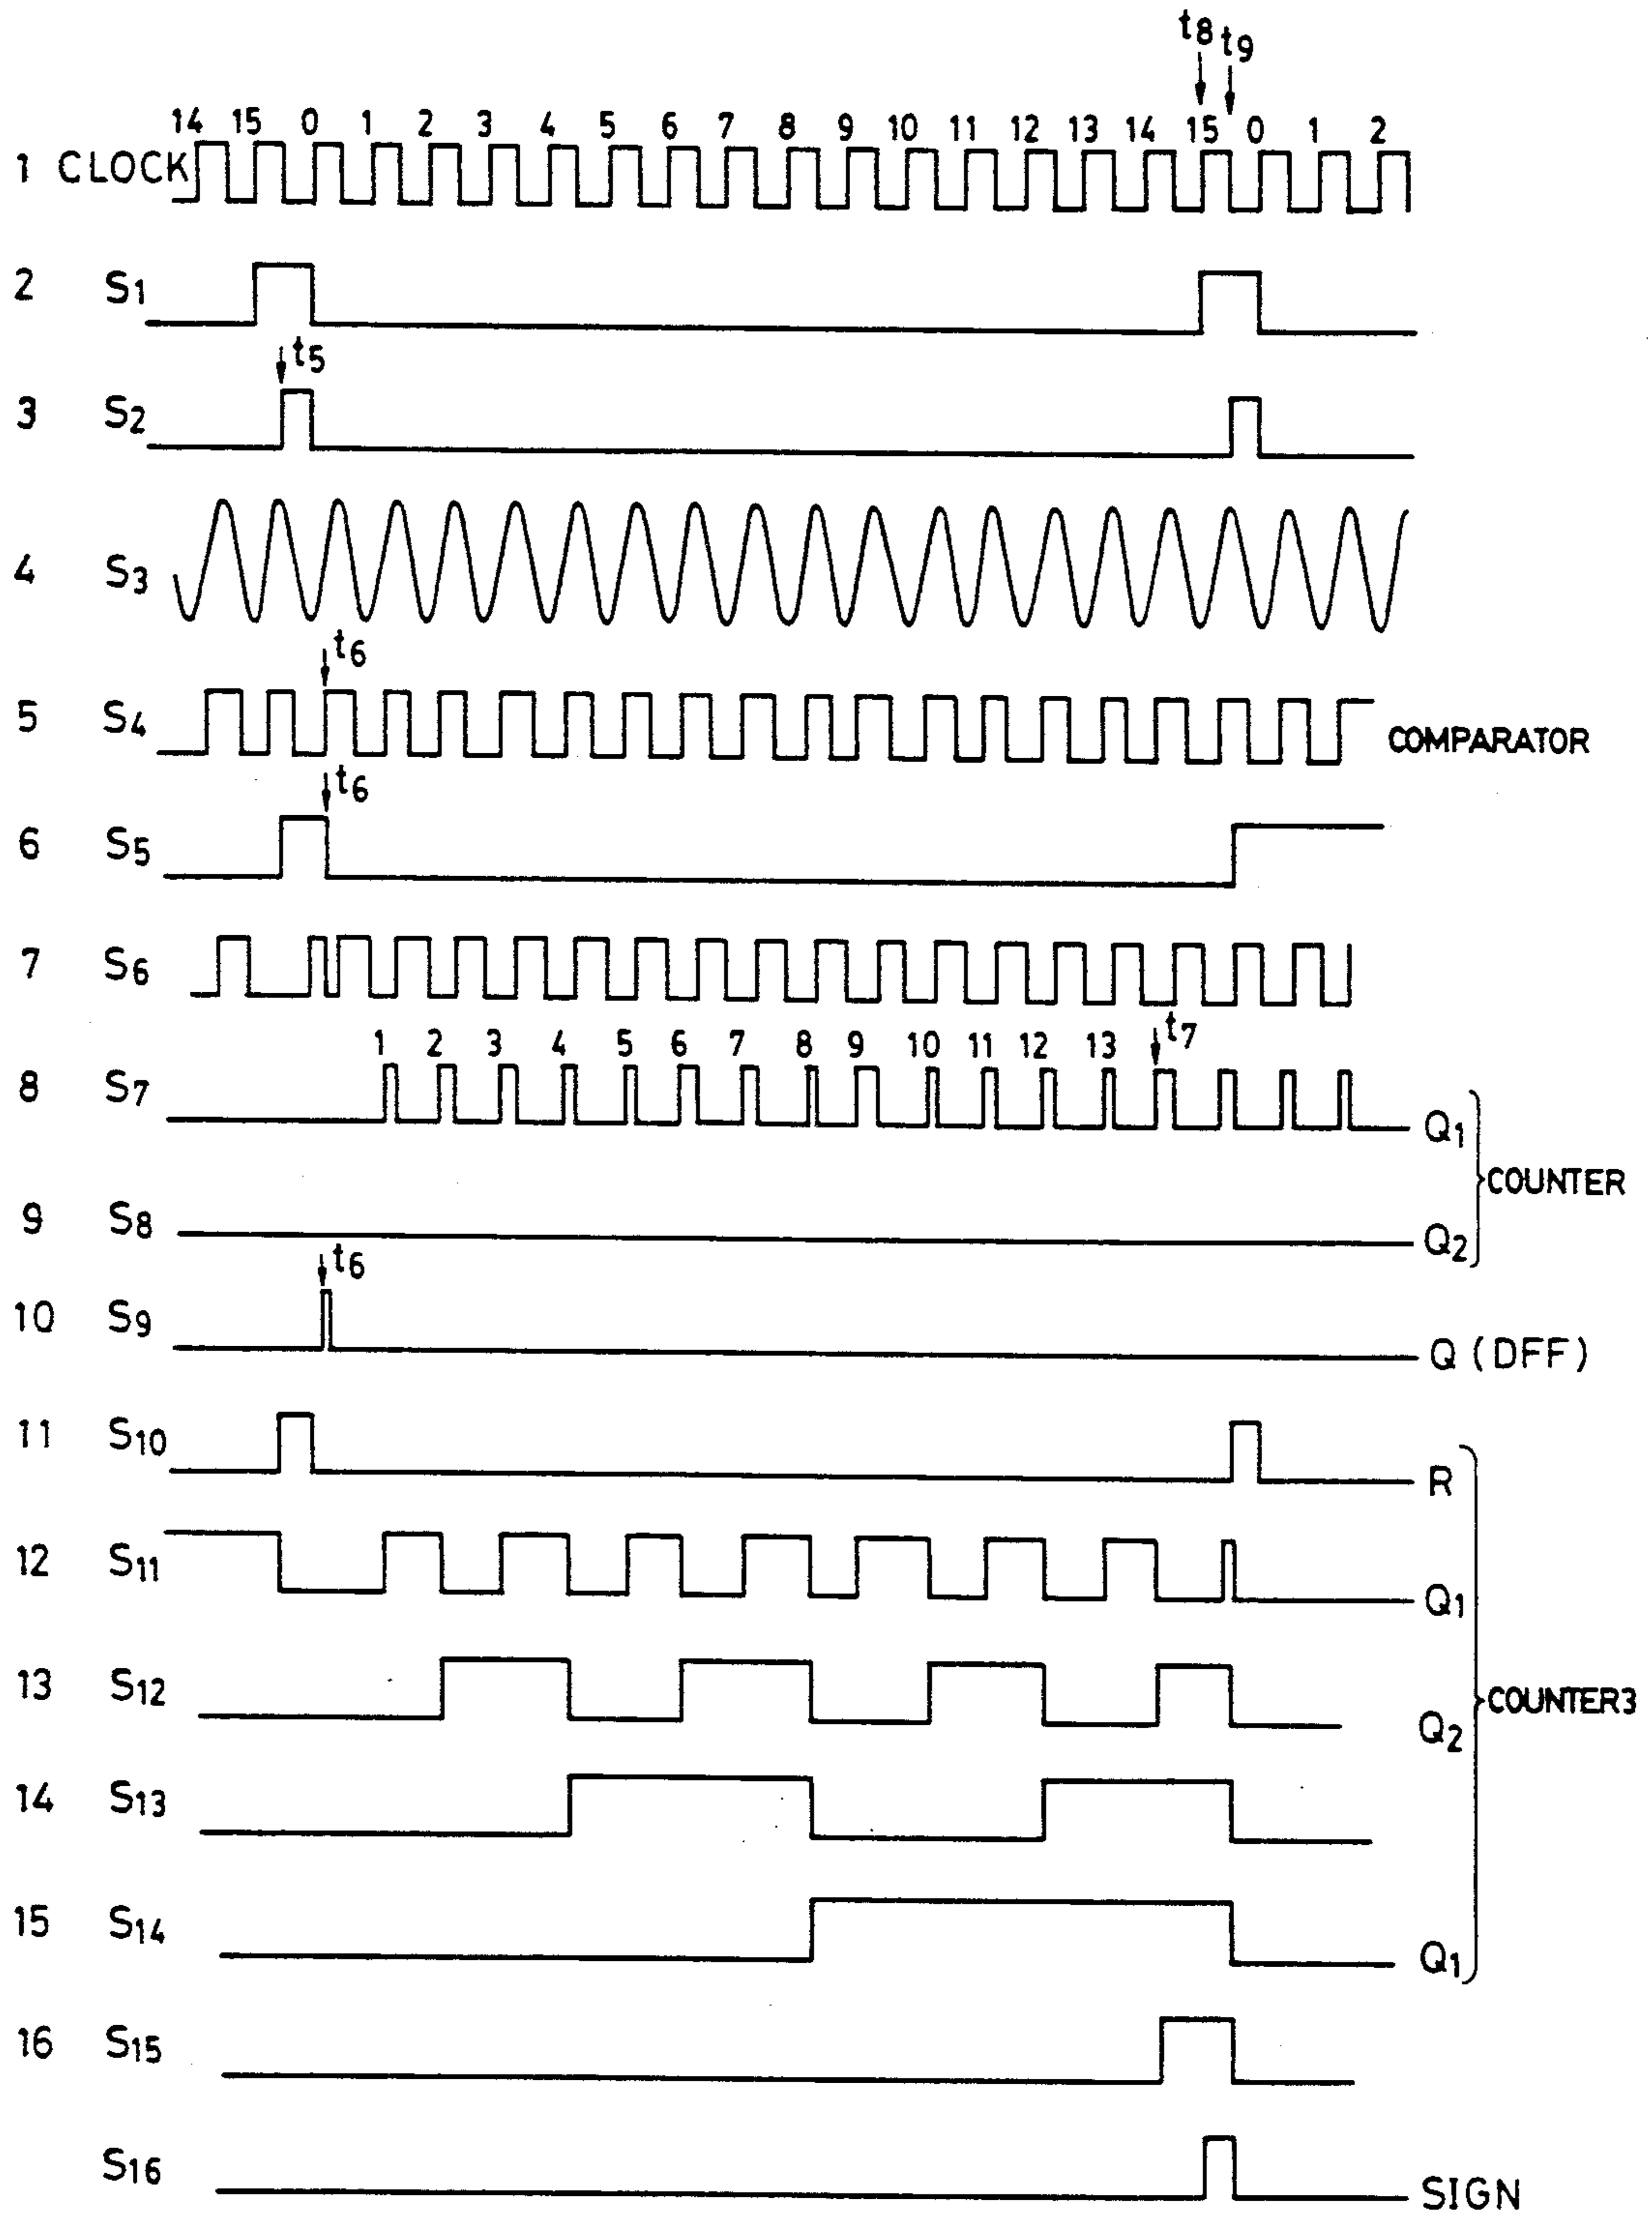 t8 t9
14 15 0 1 2 3 4 5 6 7 8 9 10 11 12 13 14 15 0 1 2
1 CLOCK
2 S1
t5
3 S2
4 S3
t6
5 S4 COMPARATOR
t6
6 S5
7 S6
1 2 3 4 5 6 7 8 9 10 11 12 13 t7
8 S7 Q1
COUNTER
9 S8 Q2
t6
10 S9 Q (DFF)
11 S10 R
12 S11 Q1
13 S12 Q2
COUNTER3
14 S13
15 S14 Q1
16 S15
S16 SIGN